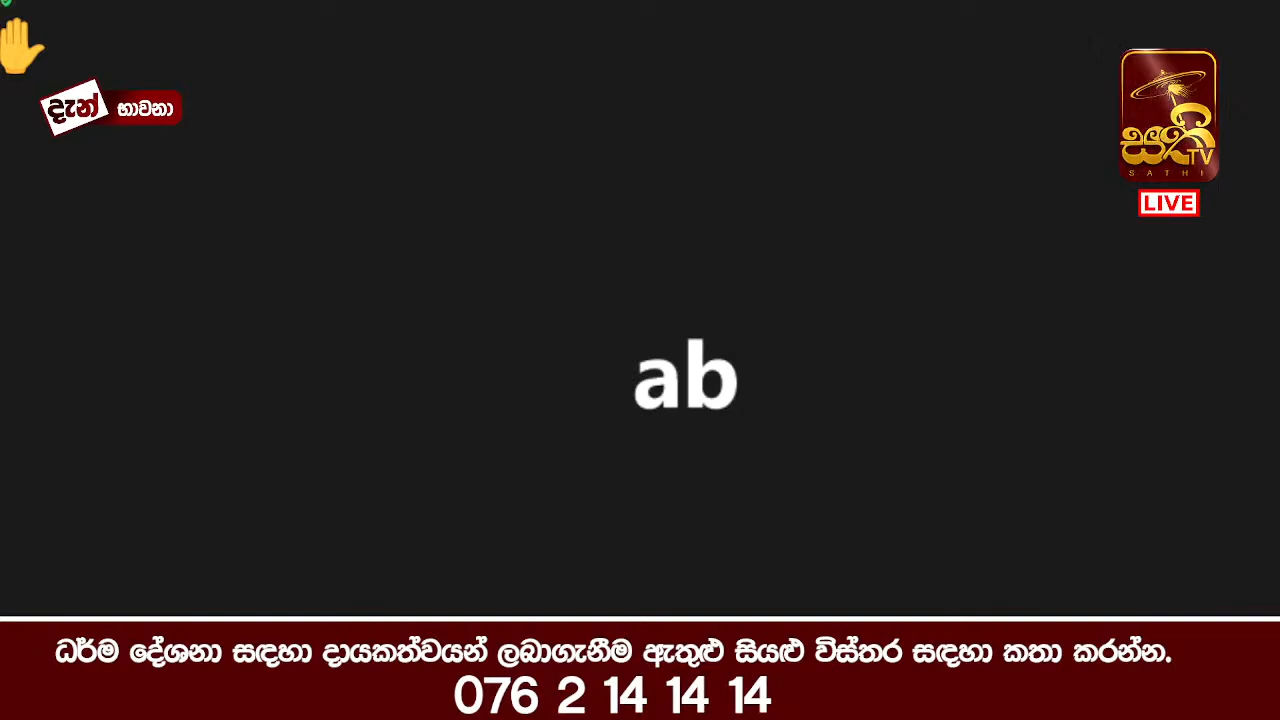 දැන් භාවනා
සති TV
SATHI
LIVE
ab
ධර්ම දේශනා සඳහා දායකත්වයන් ලබාගැනීම ඇතුළු සියළු විස්තර සඳහා කතා කරන්න.
076 2 14 14 14